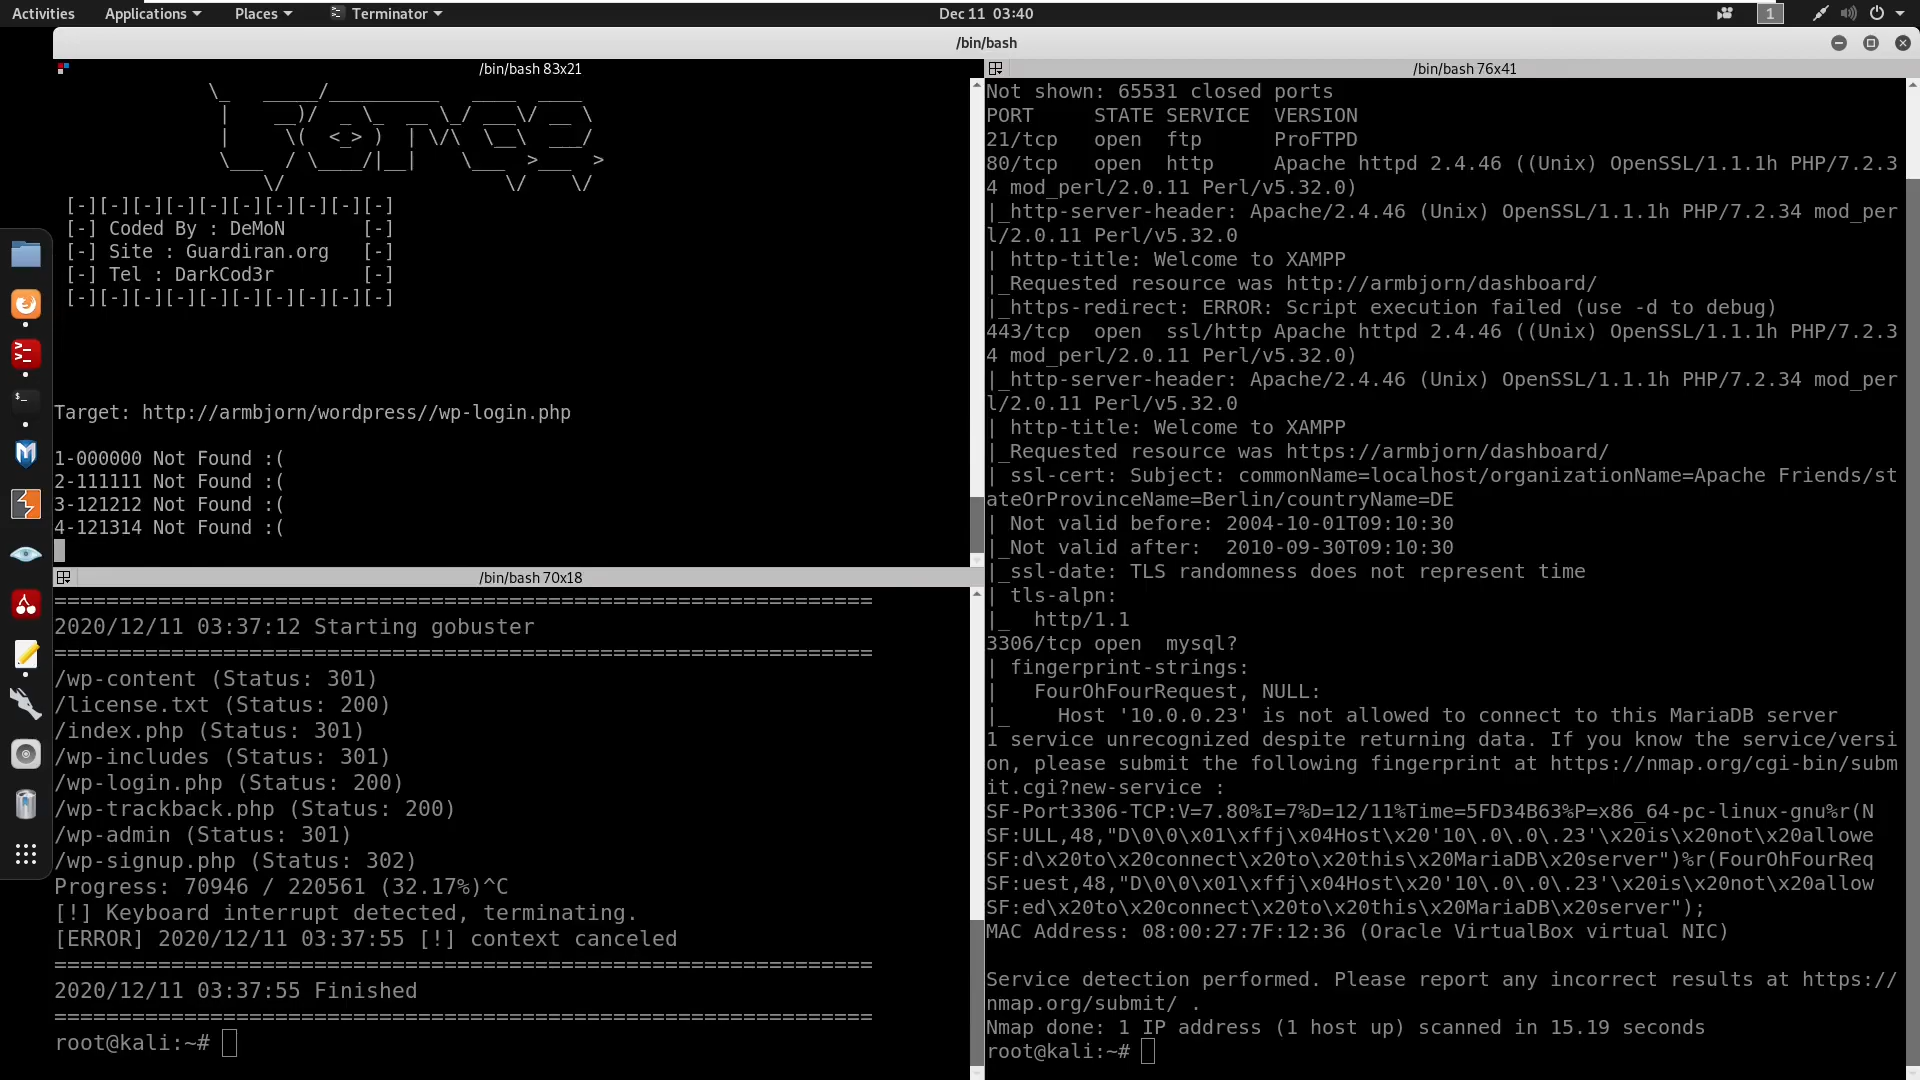 Activities Applications Places Terminator Dec 11 03:40 1
/bin/bash
/bin/bash 83x21
\_   _____/___________   ____  ____
|    __)/  _ \_  __ \_/ ___\/ __ \
|     \(  <_> )  | \/\  \__\  ___/
\___  / \____/|__|    \___  >___  >
    \/                    \/    \/
[-][-][-][-][-][-][-][-][-][-]
[-] Coded By : DeMoN       [-]
[-] Site : Guardiran.org   [-]
[-] Tel : DarkCod3r        [-]
[-][-][-][-][-][-][-][-][-][-]
Target: http://armbjorn/wordpress//wp-login.php
1-000000 Not Found :(
2-111111 Not Found :(
3-121212 Not Found :(
4-121314 Not Found :(
/bin/bash 70x18
===============================================================
2020/12/11 03:37:12 Starting gobuster
===============================================================
/wp-content (Status: 301)
/license.txt (Status: 200)
/index.php (Status: 301)
/wp-includes (Status: 301)
/wp-login.php (Status: 200)
/wp-trackback.php (Status: 200)
/wp-admin (Status: 301)
/wp-signup.php (Status: 302)
Progress: 70946 / 220561 (32.17%)^C
[!] Keyboard interrupt detected, terminating.
[ERROR] 2020/12/11 03:37:55 [!] context canceled
===============================================================
2020/12/11 03:37:55 Finished
===============================================================
root@kali:~#
/bin/bash 76x41
Not shown: 65531 closed ports
PORT     STATE SERVICE  VERSION
21/tcp   open  ftp      ProFTPD
80/tcp   open  http     Apache httpd 2.4.46 ((Unix) OpenSSL/1.1.1h PHP/7.2.3
4 mod_perl/2.0.11 Perl/v5.32.0)
|_http-server-header: Apache/2.4.46 (Unix) OpenSSL/1.1.1h PHP/7.2.34 mod_per
l/2.0.11 Perl/v5.32.0
| http-title: Welcome to XAMPP
|_Requested resource was http://armbjorn/dashboard/
|_https-redirect: ERROR: Script execution failed (use -d to debug)
443/tcp  open  ssl/http Apache httpd 2.4.46 ((Unix) OpenSSL/1.1.1h PHP/7.2.3
4 mod_perl/2.0.11 Perl/v5.32.0)
|_http-server-header: Apache/2.4.46 (Unix) OpenSSL/1.1.1h PHP/7.2.34 mod_per
l/2.0.11 Perl/v5.32.0
| http-title: Welcome to XAMPP
|_Requested resource was https://armbjorn/dashboard/
| ssl-cert: Subject: commonName=localhost/organizationName=Apache Friends/st
ateOrProvinceName=Berlin/countryName=DE
| Not valid before: 2004-10-01T09:10:30
|_Not valid after:  2010-09-30T09:10:30
|_ssl-date: TLS randomness does not represent time
| tls-alpn:
|_  http/1.1
3306/tcp open  mysql?
| fingerprint-strings:
|   FourOhFourRequest, NULL:
|_    Host '10.0.0.23' is not allowed to connect to this MariaDB server
1 service unrecognized despite returning data. If you know the service/versi
on, please submit the following fingerprint at https://nmap.org/cgi-bin/subm
it.cgi?new-service :
SF-Port3306-TCP:V=7.80%I=7%D=12/11%Time=5FD34B63%P=x86_64-pc-linux-gnu%r(N
SF:ULL,48,"D\0\0\x01\xffj\x04Host\x20'10\.0\.0\.23'\x20is\x20not\x20allowe
SF:d\x20to\x20connect\x20to\x20this\x20MariaDB\x20server")%r(FourOhFourReq
SF:uest,48,"D\0\0\x01\xffj\x04Host\x20'10\.0\.0\.23'\x20is\x20not\x20allow
SF:ed\x20to\x20connect\x20to\x20this\x20MariaDB\x20server");
MAC Address: 08:00:27:7F:12:36 (Oracle VirtualBox virtual NIC)
Service detection performed. Please report any incorrect results at https://
nmap.org/submit/ .
Nmap done: 1 IP address (1 host up) scanned in 15.19 seconds
root@kali:~#